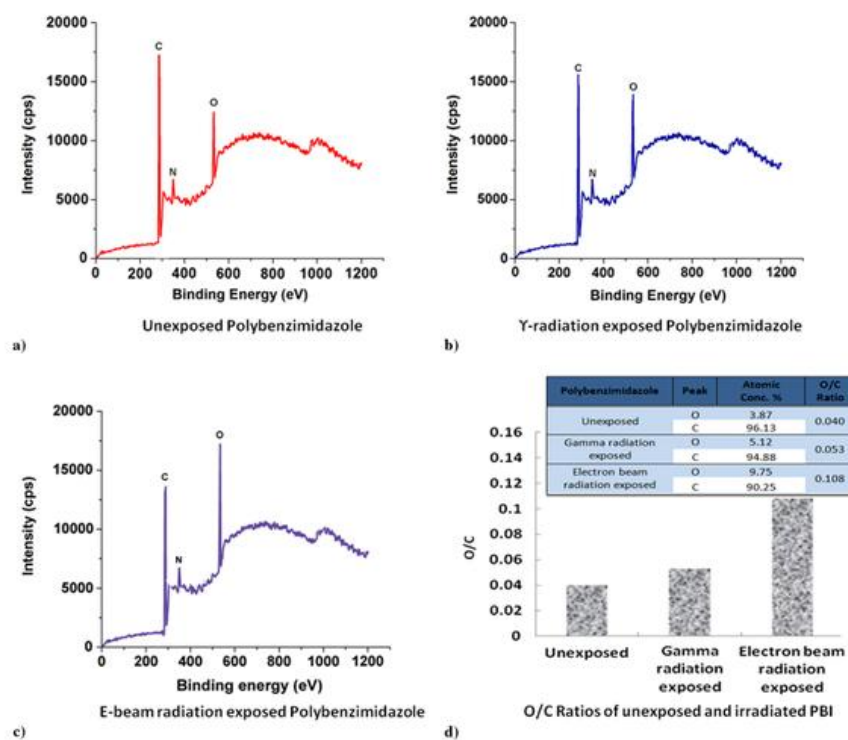 20000
15000
10000
5000
0
Intensity (cps)
C
N
O
0 200 400 600 800 1000 1200
Binding Energy (eV)
Unexposed Polybenzimidazole
a)
20000
15000
10000
5000
0
Intensity (cps)
C
N
O
0 200 400 600 800 1000 1200
Binding Energy (eV)
ϒ-radiation exposed Polybenzimidazole
b)
20000
15000
10000
5000
0
Intensity (cps)
C
N
O
0 200 400 600 800 1000 1200
Binding energy (eV)
E-beam radiation exposed Polybenzimidazole
c)
Polybenzimidazole Peak Atomic Conc. % O/C Ratio
Unexposed O 3.87 0.040
C 96.13
Gamma radiation exposed O 5.12 0.053
C 94.88
Electron beam radiation exposed O 9.75 0.108
C 90.25
0.16
0.14
0.12
0.1
0.08
0.06
0.04
0.02
0
O/C
Unexposed
Gamma radiation exposed
Electron beam radiation exposed
d)
O/C Ratios of unexposed and irradiated PBI